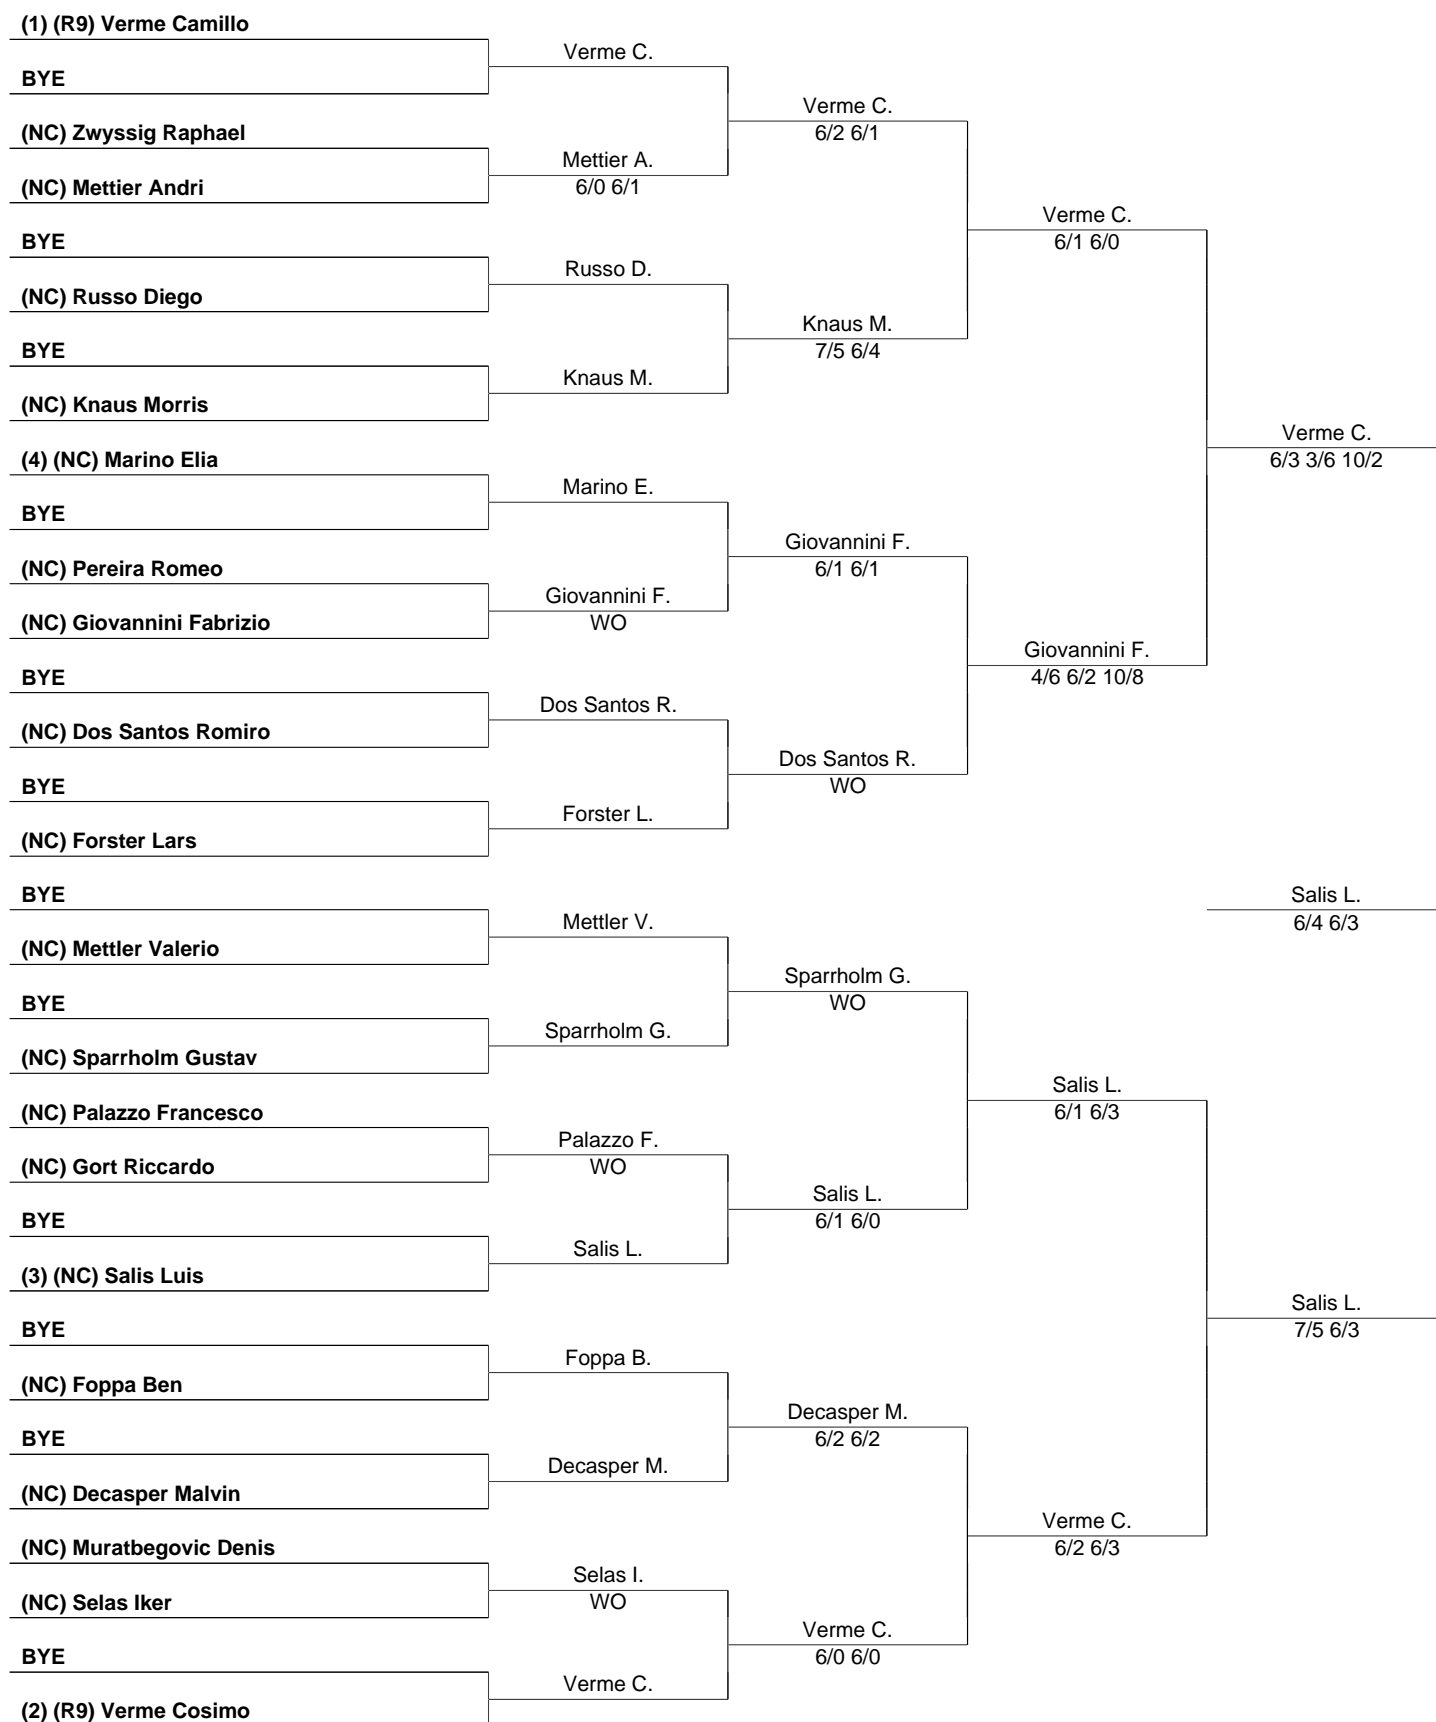 (1) (R9) Verme Camillo
BYE
(NC) Zwyssig Raphael
(NC) Mettier Andri
BYE
(NC) Russo Diego
BYE
(NC) Knaus Morris
(4) (NC) Marino Elia
BYE
(NC) Pereira Romeo
(NC) Giovannini Fabrizio
BYE
(NC) Dos Santos Romiro
BYE
(NC) Forster Lars
BYE
(NC) Mettler Valerio
BYE
(NC) Sparrholm Gustav
(NC) Palazzo Francesco
(NC) Gort Riccardo
BYE
(3) (NC) Salis Luis
BYE
(NC) Foppa Ben
BYE
(NC) Decasper Malvin
(NC) Muratbegovic Denis
(NC) Selas Iker
BYE
(2) (R9) Verme Cosimo
Verme C.
Mettier A.
6/0 6/1
Russo D.
Knaus M.
Marino E.
Giovannini F.
WO
Dos Santos R.
Forster L.
Mettler V.
Sparrholm G.
Palazzo F.
WO
Salis L.
Foppa B.
Decasper M.
Selas I.
WO
Verme C.
Verme C.
6/2 6/1
Knaus M.
7/5 6/4
Giovannini F.
6/1 6/1
Dos Santos R.
WO
Sparrholm G.
WO
Salis L.
6/1 6/0
Decasper M.
6/2 6/2
Verme C.
6/0 6/0
Verme C.
6/1 6/0
Giovannini F.
4/6 6/2 10/8
Salis L.
6/1 6/3
Verme C.
6/2 6/3
Verme C.
6/3 3/6 10/2
Salis L.
6/4 6/3
Salis L.
7/5 6/3